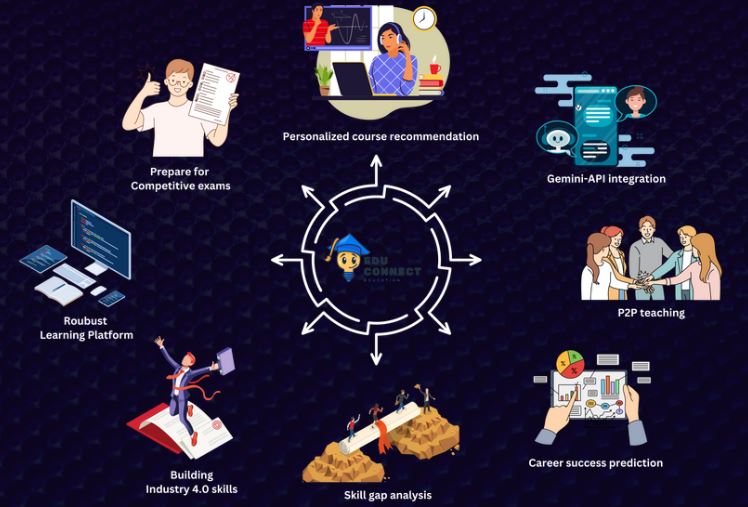 Personalized course recommendation
Prepare for
Competitive exams
Gemini-API integration
EDU
CONNECT
EDUCATION
Roubust
Learning Platform
P2P teaching
Building
Industry 4.0 skills
Skill gap analysis
Career success prediction